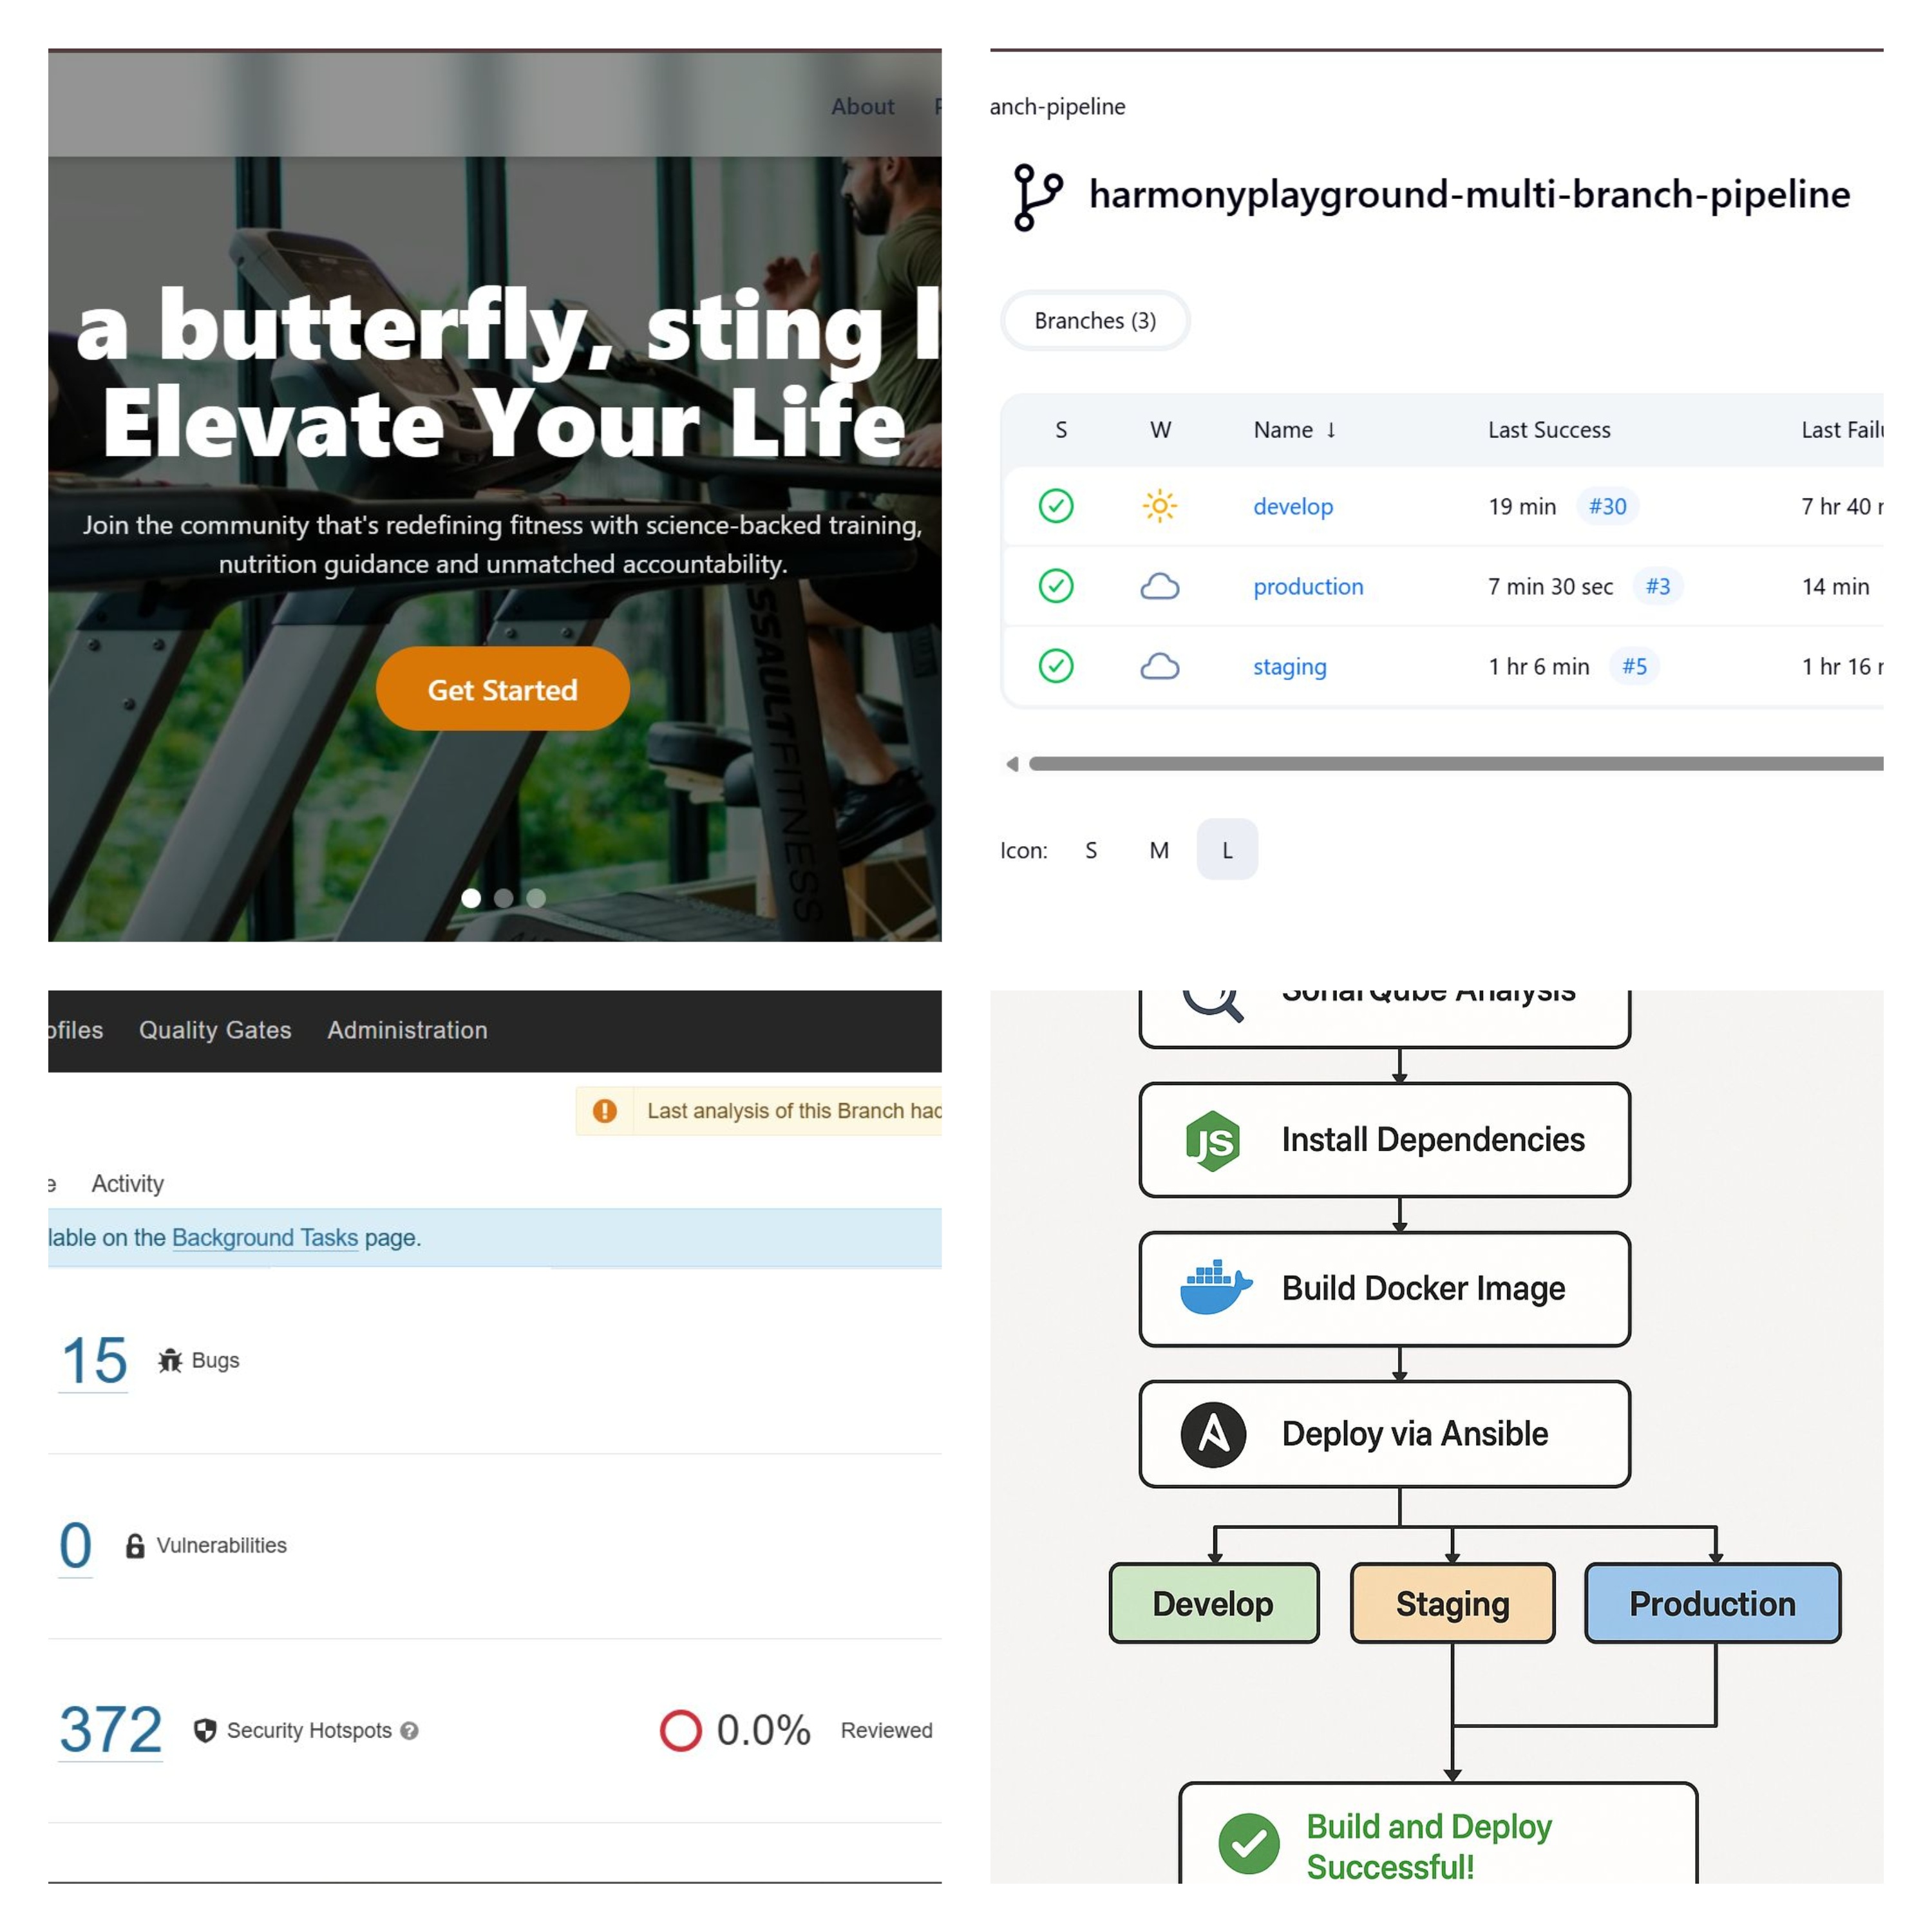 About
a butterfly, sting
Elevate Your Life
Join the community that's redefining fitness with science-backed training,
nutrition guidance and unmatched accountability.
Get Started
SSAULTFITNESS
anch-pipeline
harmonyplayground-multi-branch-pipeline
Branches (3)
S W Name ↓ Last Success Last Failu
develop 19 min #30 7 hr 40
production 7 min 30 sec #3 14 min
staging 1 hr 6 min #5 1 hr 16
Icon: S M L
ofiles Quality Gates Administration
Last analysis of this Branch had
e Activity
lable on the Background Tasks page.
15 Bugs
0 Vulnerabilities
372 Security Hotspots ? 0.0% Reviewed
SonarQube Analysis
JS Install Dependencies
Build Docker Image
A Deploy via Ansible
Develop Staging Production
Build and Deploy
Successful!